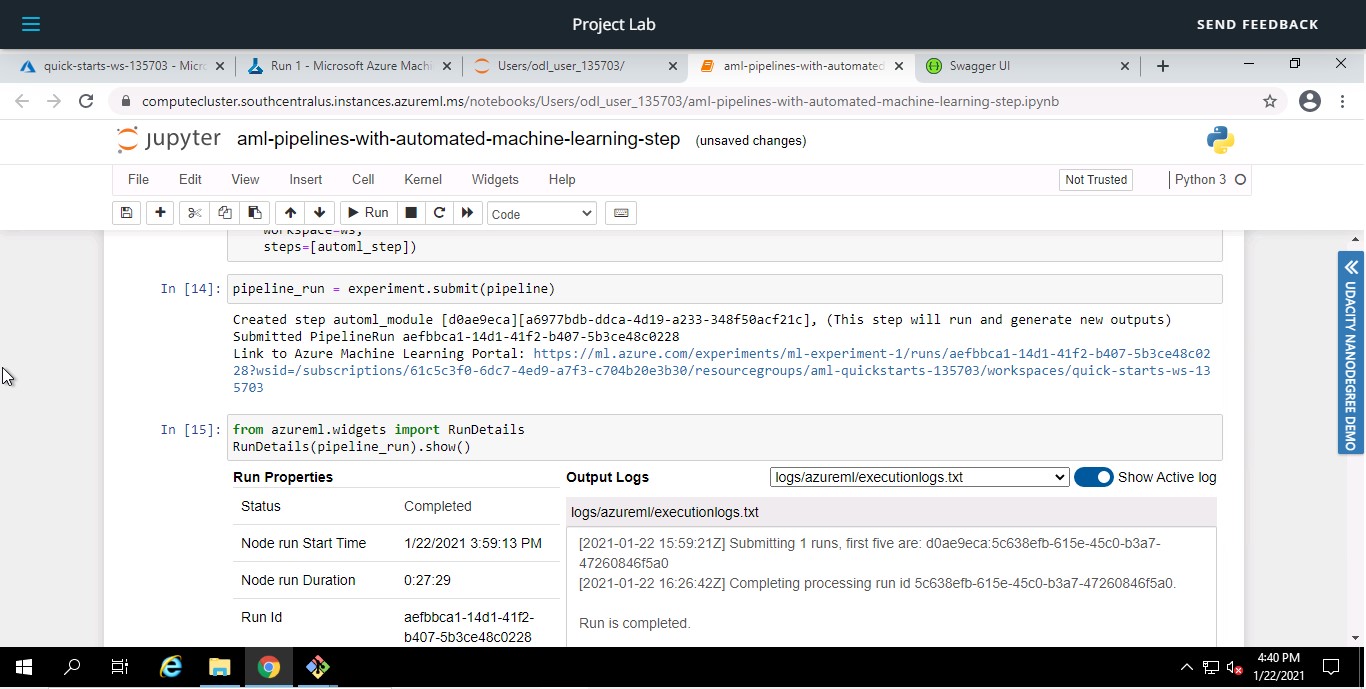 Project Lab
SEND FEEDBACK
quick-starts-ws-135703 - Micro
Run 1 - Microsoft Azure Machi
Users/odl_user_135703/
aml-pipelines-with-automated
Swagger UI
computecluster.southcentralus.instances.azureml.ms/notebooks/Users/odl_user_135703/aml-pipelines-with-automated-machine-learning-step.ipynb
jupyter aml-pipelines-with-automated-machine-learning-step (unsaved changes)
File Edit View Insert Cell Kernel Widgets Help
Not Trusted
Python 3
Run
Code
workspace=ws,
steps=[automl_step])
In [14]: pipeline_run = experiment.submit(pipeline)
Created step automl_module [d0ae9eca][a6977bdb-ddca-4d19-a233-348f50acf21c], (This step will run and generate new outputs)
Submitted PipelineRun aefbbca1-14d1-41f2-b407-5b3ce48c0228
Link to Azure Machine Learning Portal: https://ml.azure.com/experiments/ml-experiment-1/runs/aefbbca1-14d1-41f2-b407-5b3ce48c02
28?wsid=/subscriptions/61c5c3f0-6dc7-4ed9-a7f3-c704b20e3b30/resourcegroups/aml-quickstarts-135703/workspaces/quick-starts-ws-13
5703
In [15]: from azureml.widgets import RunDetails
RunDetails(pipeline_run).show()
Run Properties
Status Completed
Node run Start Time 1/22/2021 3:59:13 PM
Node run Duration 0:27:29
Run Id aefbbca1-14d1-41f2-
b407-5b3ce48c0228
Output Logs
logs/azureml/executionlogs.txt
Show Active log
logs/azureml/executionlogs.txt
[2021-01-22 15:59:21Z] Submitting 1 runs, first five are: d0ae9eca:5c638efb-615e-45c0-b3a7-
47260846f5a0
[2021-01-22 16:26:42Z] Completing processing run id 5c638efb-615e-45c0-b3a7-47260846f5a0.
Run is completed.
UDACITY NANODEGREE DEMO
4:40 PM
1/22/2021